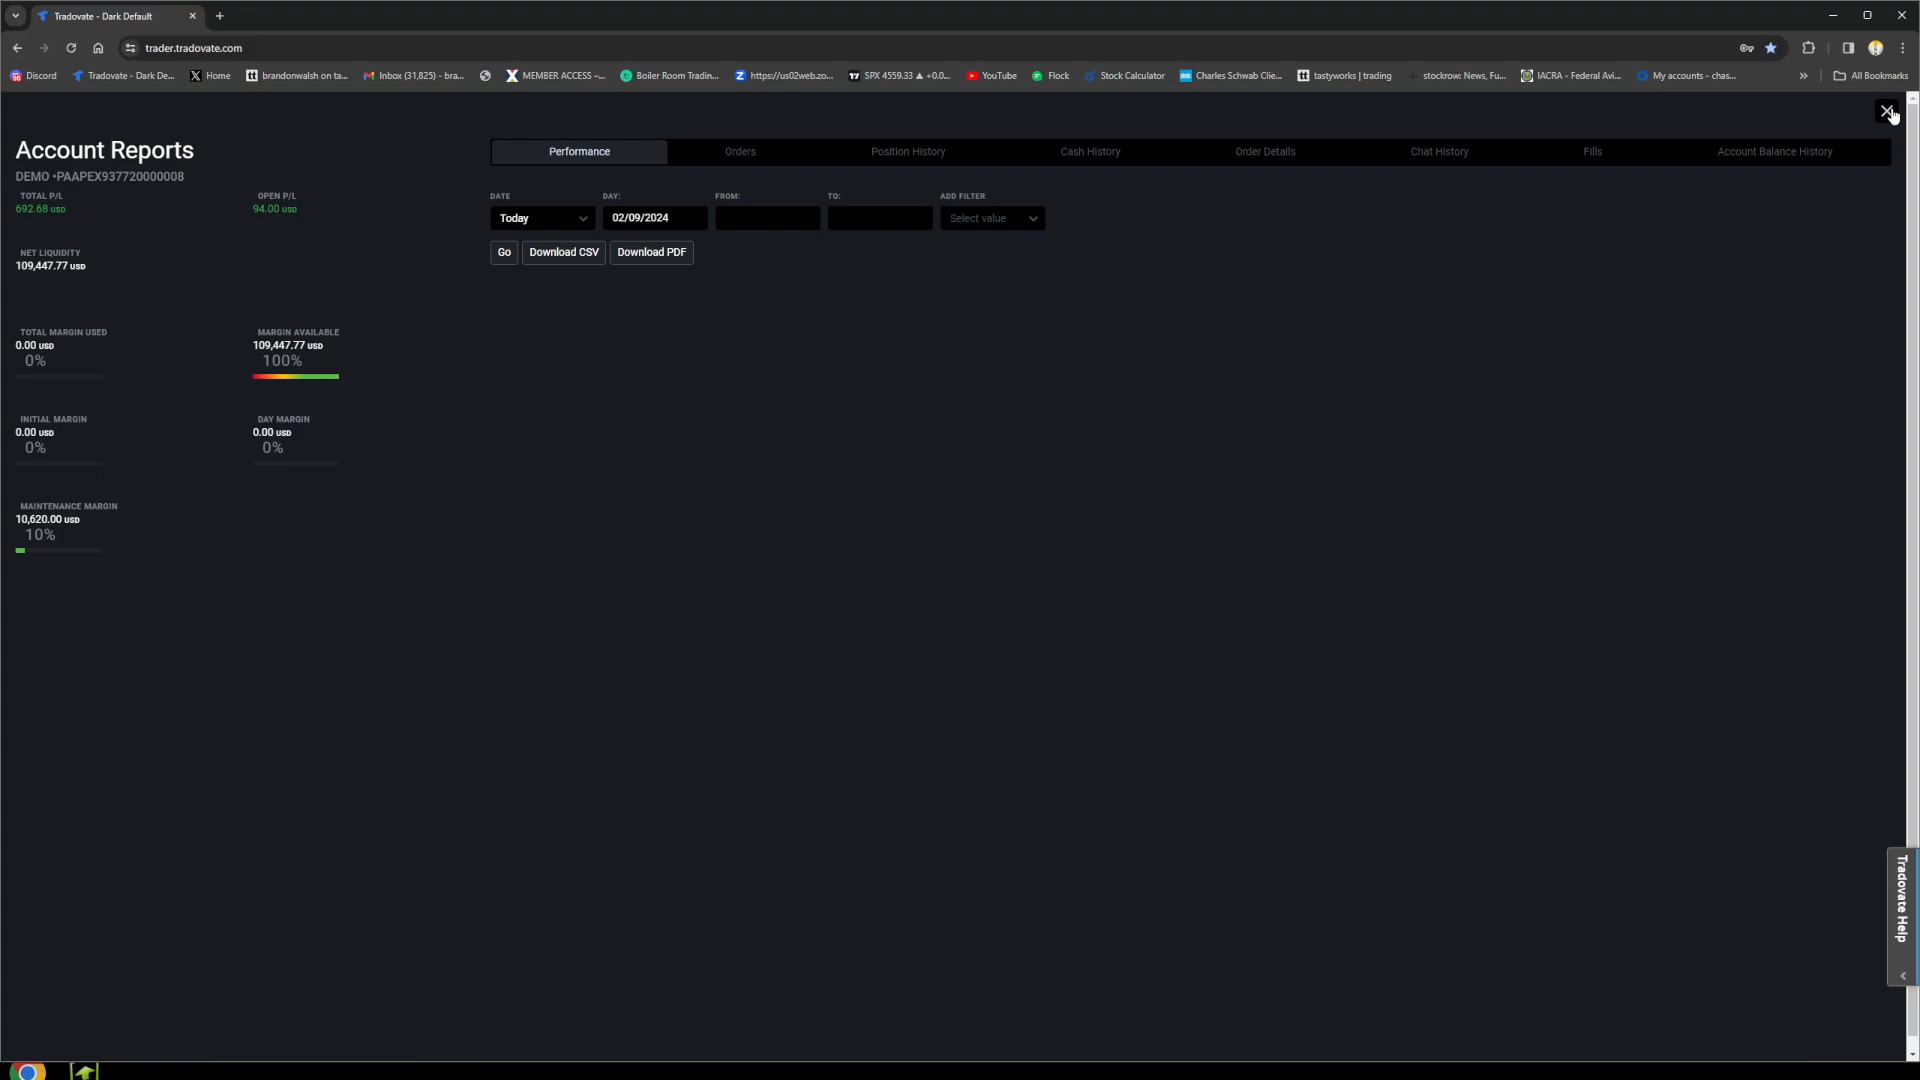 Tradovate - Dark Default
trader.tradovate.com
Discord
Tradovate - Dark De...
Home
brandonwalsh on ta...
Inbox (31,825) - bra...
MEMBER ACCESS –...
Boiler Room Tradin...
https://us02web.zo...
SPX 4559.33 ▲ +0.0...
YouTube
Flock
Stock Calculator
Charles Schwab Clie...
tastyworks | trading
stockrow: News, Fu...
IACRA - Federal Avi...
My accounts - chas...
»
All Bookmarks
Account Reports
DEMO •PAAPEX937720000008
TOTAL P/L
692.68 USD
OPEN P/L
94.00 USD
NET LIQUIDITY
109,447.77 USD
TOTAL MARGIN USED
0.00 USD
0%
MARGIN AVAILABLE
109,447.77 USD
100%
INITIAL MARGIN
0.00 USD
0%
DAY MARGIN
0.00 USD
0%
MAINTENANCE MARGIN
10,620.00 USD
10%
Performance
Orders
Position History
Cash History
Order Details
Chat History
Fills
Account Balance History
DATE
DAY:
FROM:
TO:
ADD FILTER
Today
02/09/2024
Select value
Go
Download CSV
Download PDF
Tradovate Help